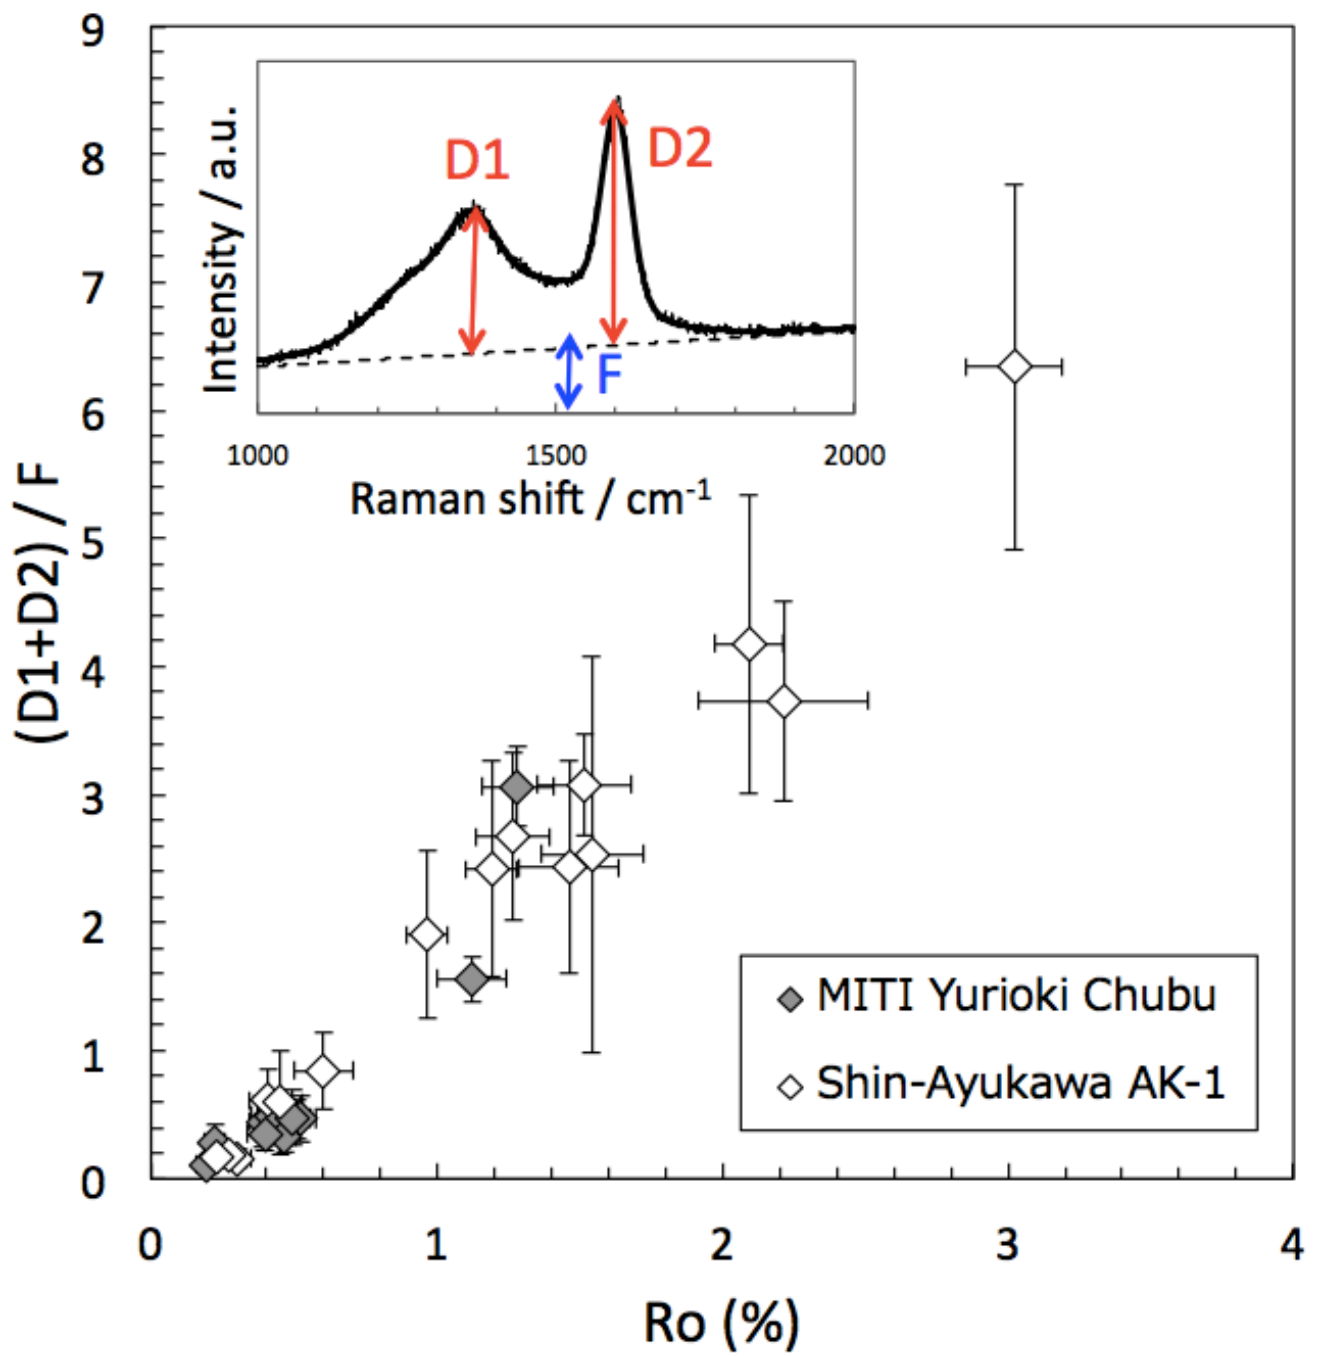 9
8
7
6
5
4
3
2
1
0
(D1+D2) / F
0
1
2
3
4
Ro (%)
Intensity / a.u.
D1
D2
F
1000
1500
2000
Raman shift / cm⁻¹
MITI Yurioki Chubu
Shin-Ayukawa AK-1